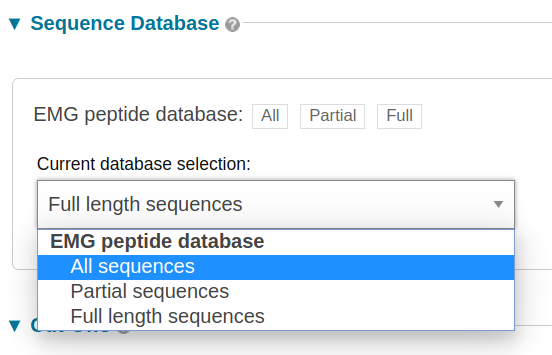 ▼ Sequence Database ?
EMG peptide database: All Partial Full
Current database selection:
Full length sequences
EMG peptide database
All sequences
Partial sequences
Full length sequences